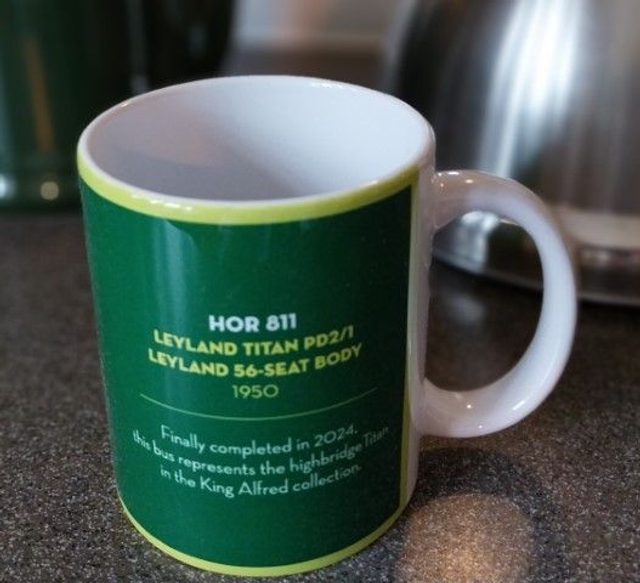 HOR 811
LEYLAND TITAN PD2/1
LEYLAND 56-SEAT BODY
1950
Finally completed in 2024,
this bus represents the highbridge Titan
in the King Alfred collection.